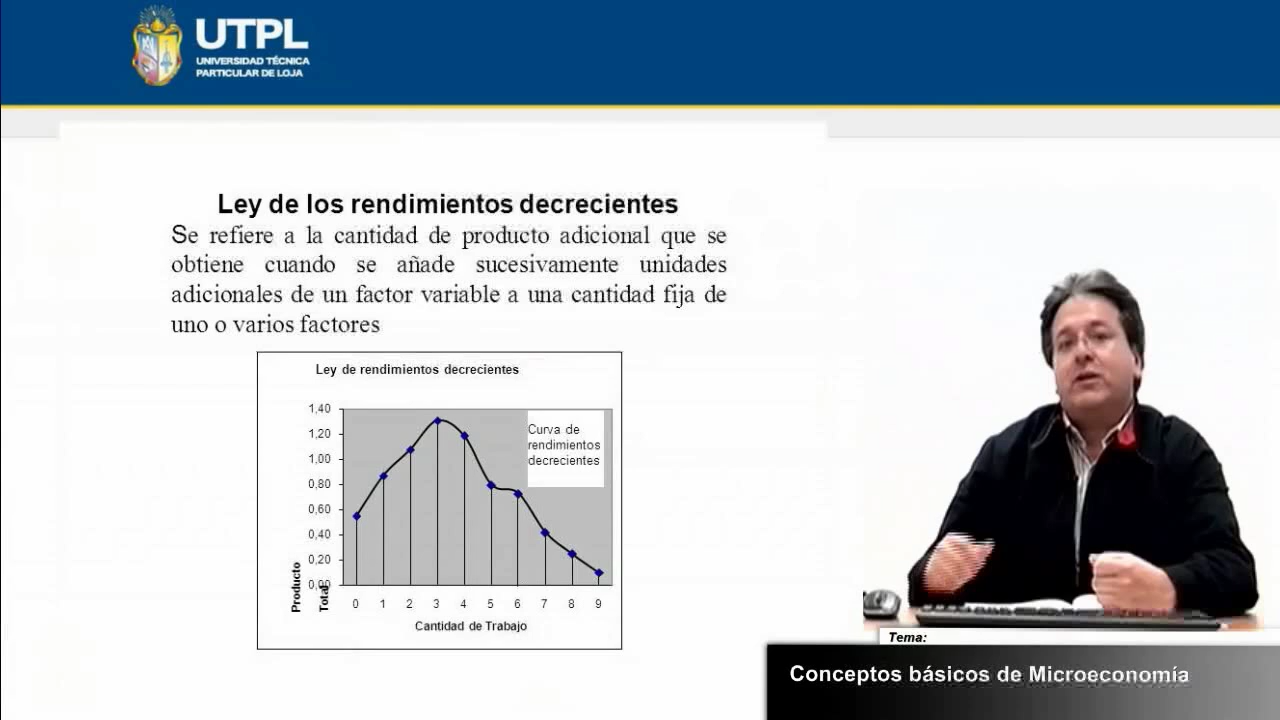 UTPL
UNIVERSIDAD TÉCNICA
PARTICULAR DE LOJA
Ley de los rendimientos decrecientes
Se refiere a la cantidad de producto adicional que se
obtiene cuando se añade sucesivamente unidades
adicionales de un factor variable a una cantidad fija de
uno o varios factores
Ley de rendimientos decrecientes
1,40
1,20
1,00
0,80
0,60
0,40
0,20
0,00
Curva de
rendimientos
decrecientes
Producto
Total
0 1 2 3 4 5 6 7 8 9
Cantidad de Trabajo
Tema:
Conceptos básicos de Microeconomía